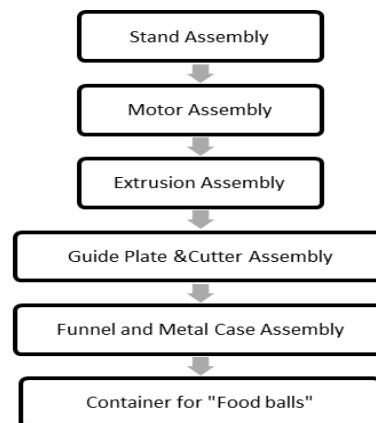 Stand Assembly
Motor Assembly
Extrusion Assembly
Guide Plate &Cutter Assembly
Funnel and Metal Case Assembly
Container for "Food balls"